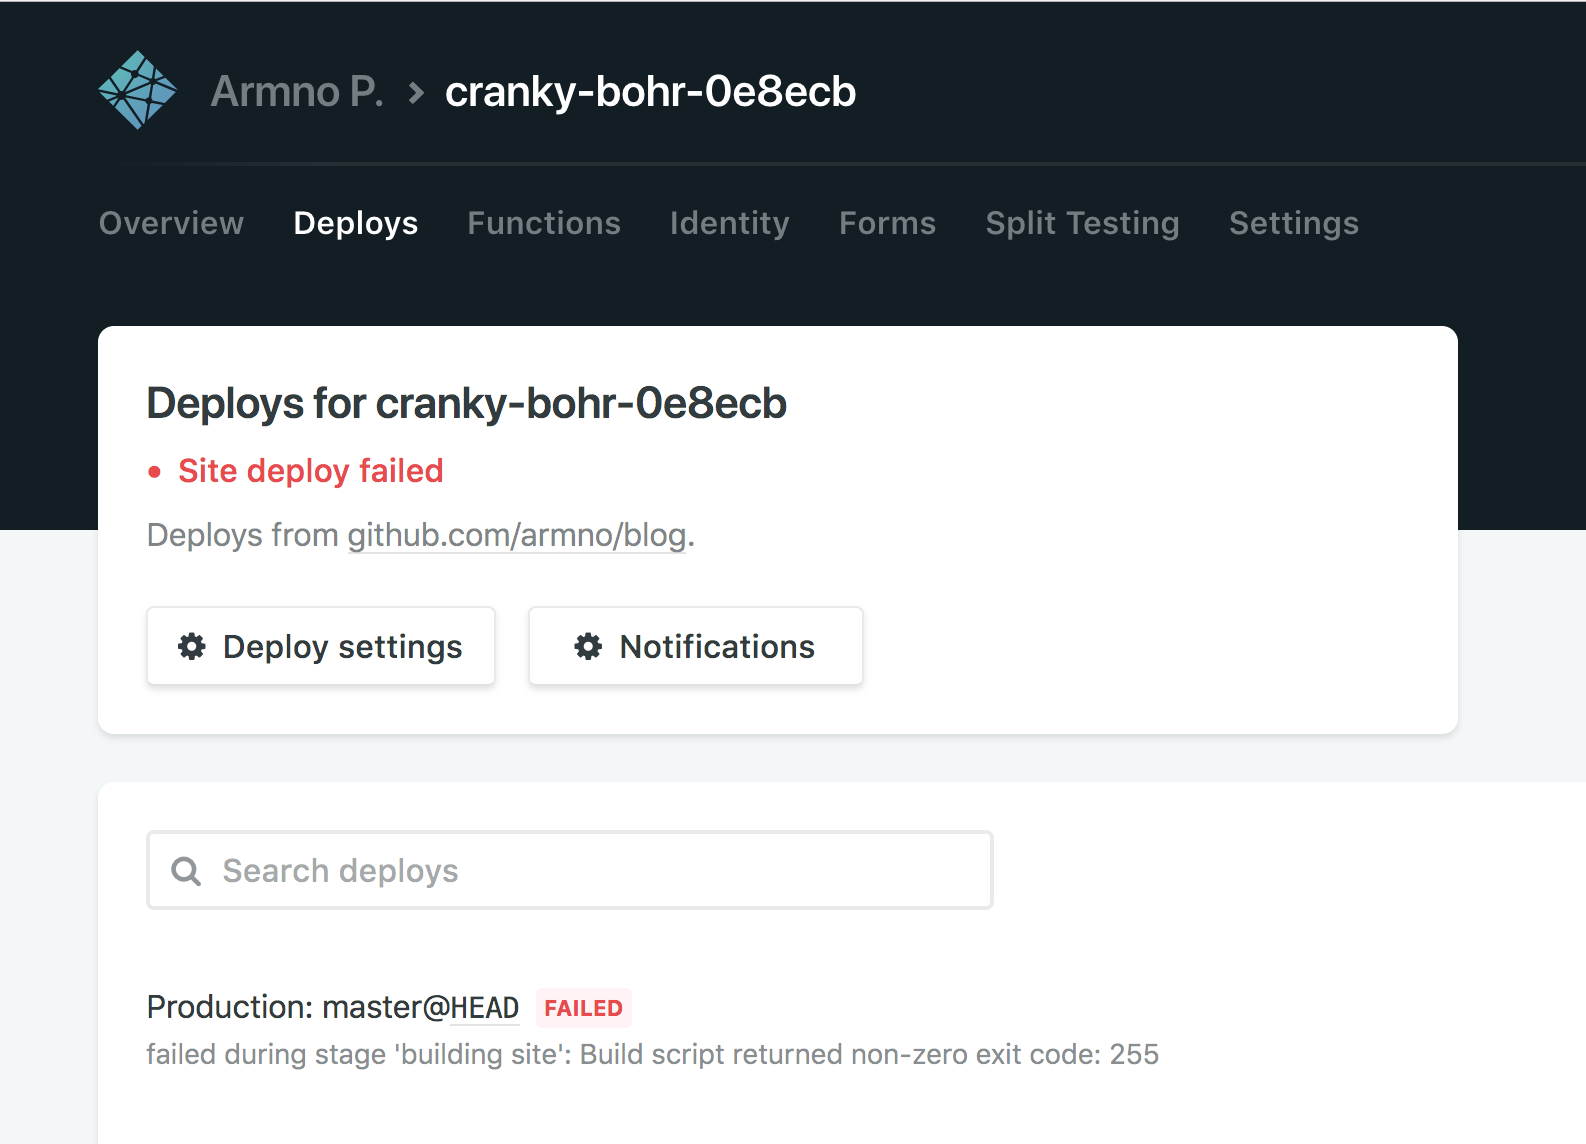 Armno P. > cranky-bohr-0e8ecb
Overview Deploys Functions Identity Forms Split Testing Settings
Deploys for cranky-bohr-0e8ecb
• Site deploy failed
Deploys from github.com/armno/blog.
Deploy settings Notifications
Search deploys
Production: master@HEAD FAILED
failed during stage 'building site': Build script returned non-zero exit code: 255